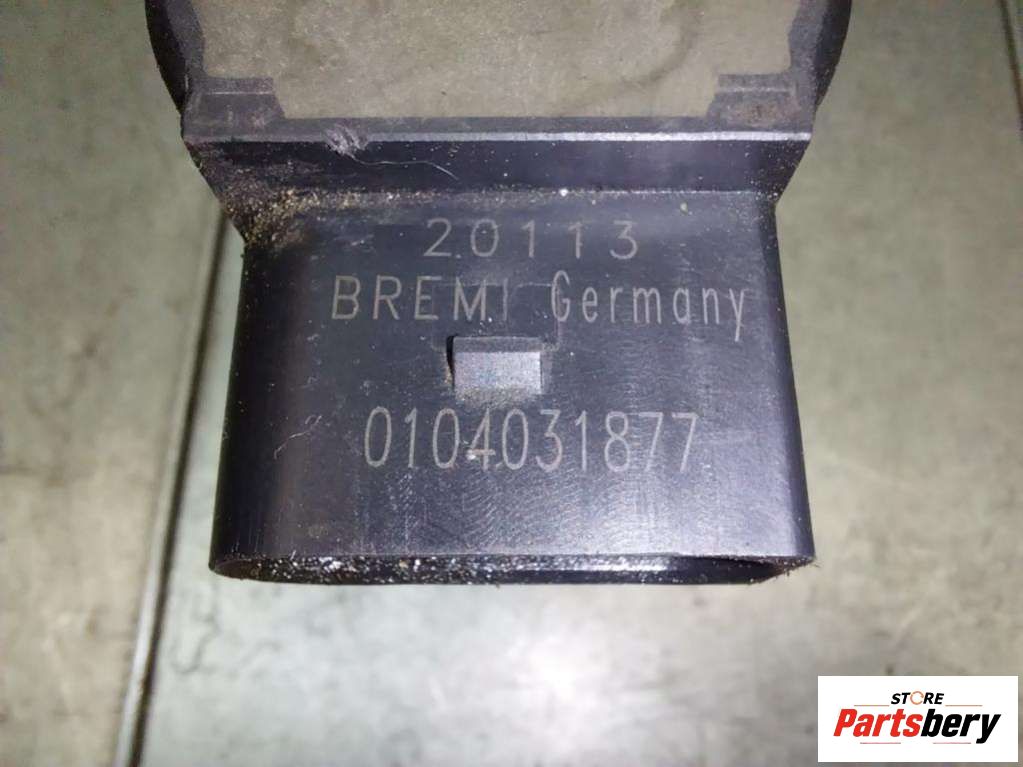 20113
BREMI Germany
0104031877
STORE
Partsbery